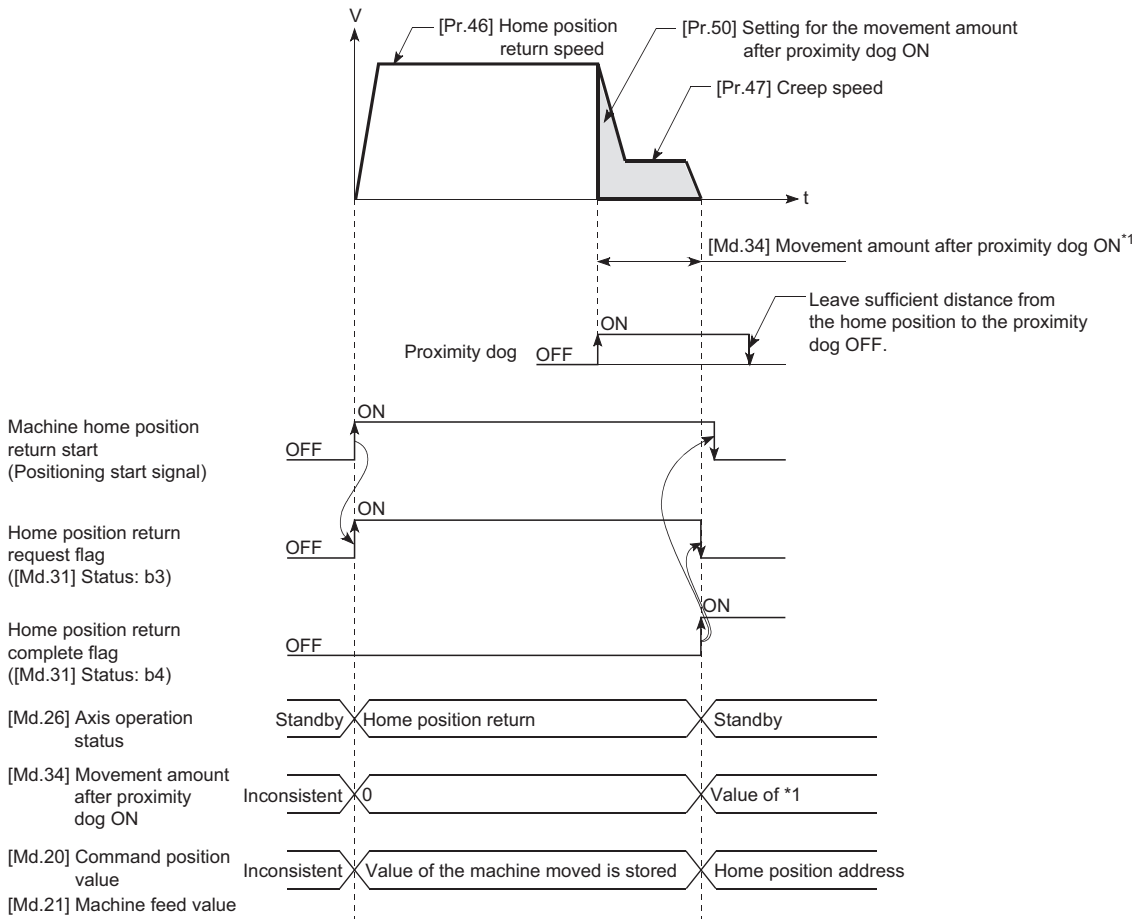 V
[Pr.46] Home position
return speed
[Pr.50] Setting for the movement amount
after proximity dog ON
[Pr.47] Creep speed
t
[Md.34] Movement amount after proximity dog ON*1
Leave sufficient distance from
the home position to the proximity
dog OFF.
ON
Proximity dog OFF
Machine home position
return start
(Positioning start signal)
ON
OFF
Home position return
request flag
([Md.31] Status: b3)
ON
OFF
Home position return
complete flag
([Md.31] Status: b4)
ON
OFF
[Md.26] Axis operation
status
Standby Home position return Standby
[Md.34] Movement amount
after proximity
dog ON
Inconsistent 0 Value of *1
[Md.20] Command position
value
[Md.21] Machine feed value
Inconsistent Value of the machine moved is stored Home position address